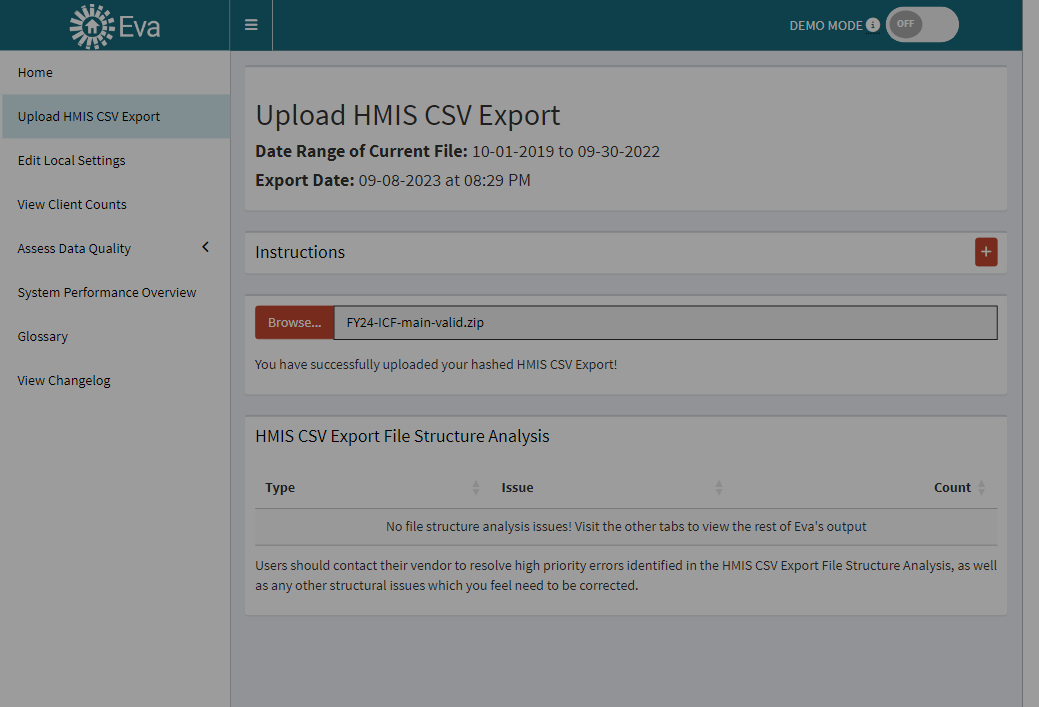 Eva
DEMO MODE i OFF
Home
Upload HMIS CSV Export
Edit Local Settings
View Client Counts
Assess Data Quality
System Performance Overview
Glossary
View Changelog
Upload HMIS CSV Export
Date Range of Current File: 10-01-2019 to 09-30-2022
Export Date: 09-08-2023 at 08:29 PM
Instructions
+
Browse... FY24-ICF-main-valid.zip
You have successfully uploaded your hashed HMIS CSV Export!
HMIS CSV Export File Structure Analysis
Type Issue Count
No file structure analysis issues! Visit the other tabs to view the rest of Eva's output
Users should contact their vendor to resolve high priority errors identified in the HMIS CSV Export File Structure Analysis, as well
as any other structural issues which you feel need to be corrected.